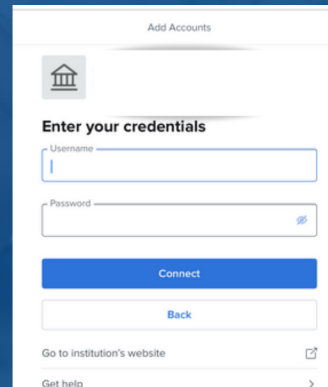 Add Accounts
Enter your credentials
Username
Password
Connect
Back
Go to institution's website
Get help